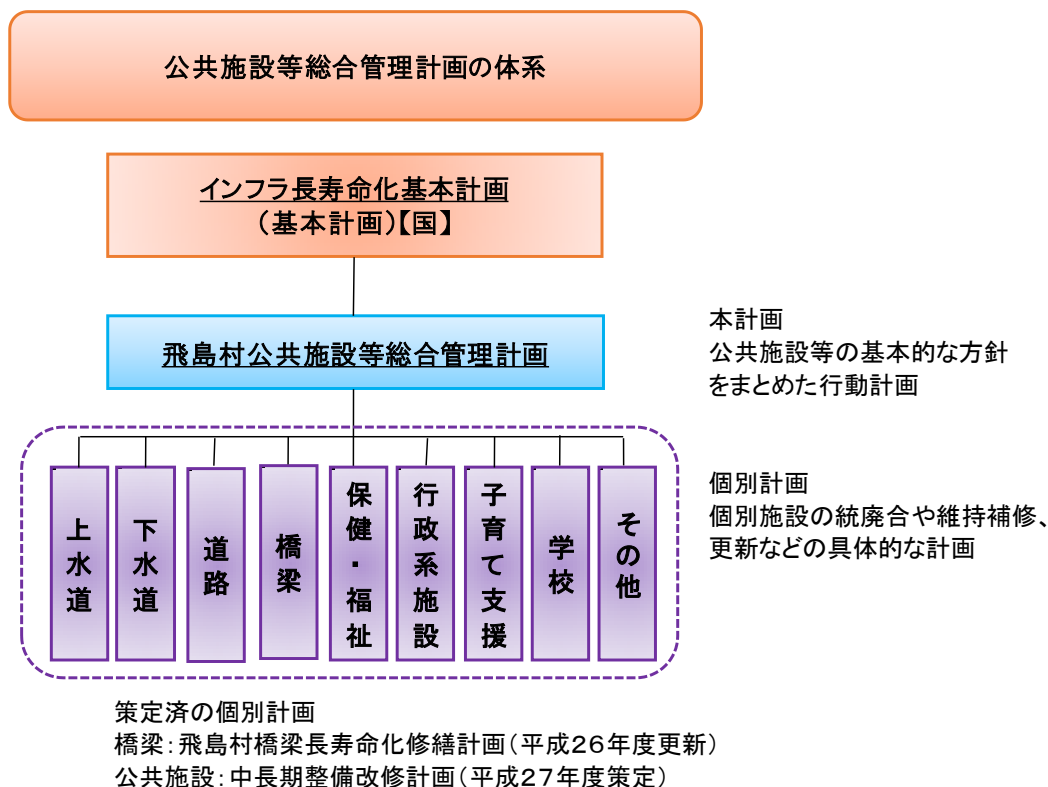 公共施設等総合管理計画の体系
インフラ長寿命化基本計画
（基本計画）【国】
飛島村公共施設等総合管理計画
本計画
公共施設等の基本的な方針
をまとめた行動計画
上水道
下水道
道路
橋梁
保健・福祉
行政系施設
子育て支援
学校
その他
個別計画
個別施設の統廃合や維持補修、
更新などの具体的な計画
策定済の個別計画
橋梁：飛島村橋梁長寿命化修繕計画（平成２６年度更新）
公共施設：中長期整備改修計画（平成２７年度策定）